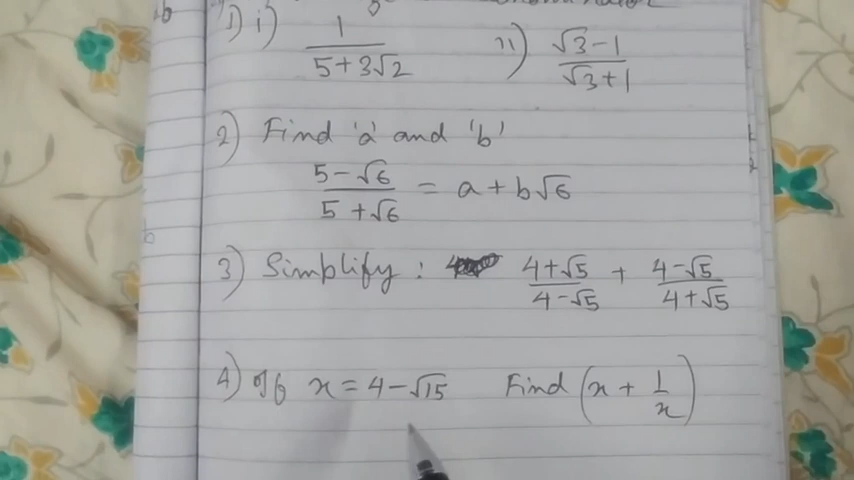 1) i) 1/(5+3√2) ii) (√3-1)/(√3+1)
2) Find 'a' and 'b'
(5-√6)/(5+√6) = a+b√6
3) Simplify : (4+√5)/(4-√5) + (4-√5)/(4+√5)
4) If x = 4-√15 Find (x + 1/x)